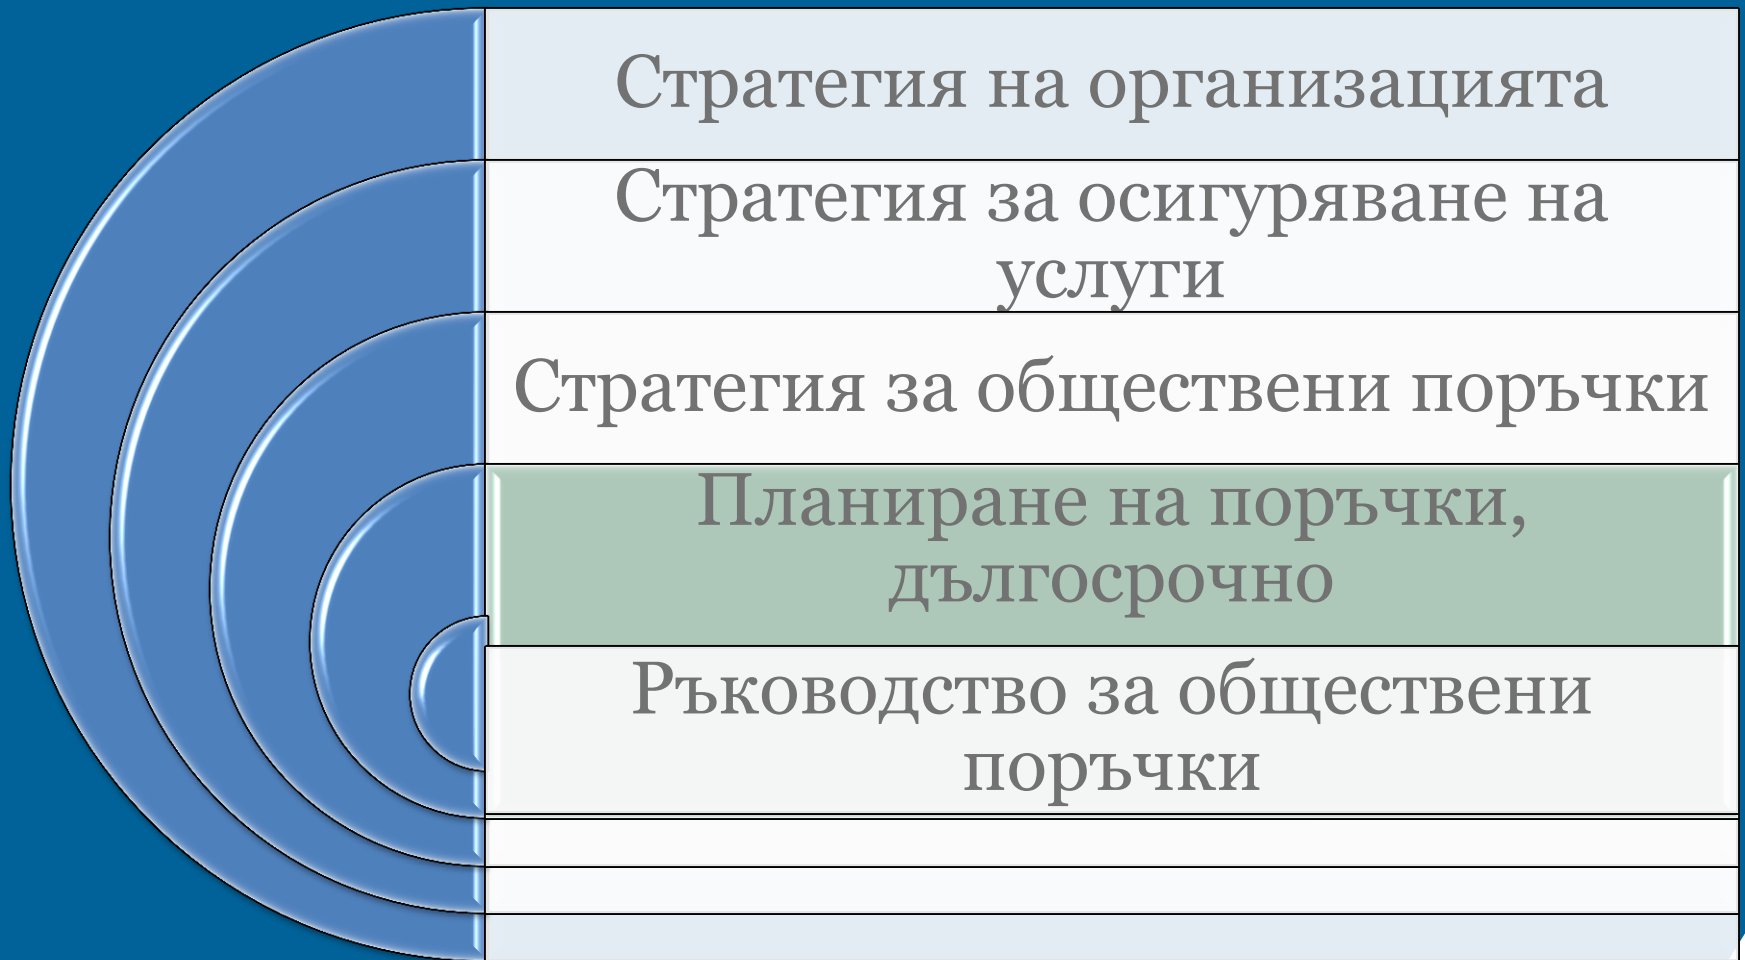 Стратегия на организацията
Стратегия за осигуряване на
услуги
Стратегия за обществени поръчки
Планиране на поръчки,
дългосрочно
Ръководство за обществени
поръчки